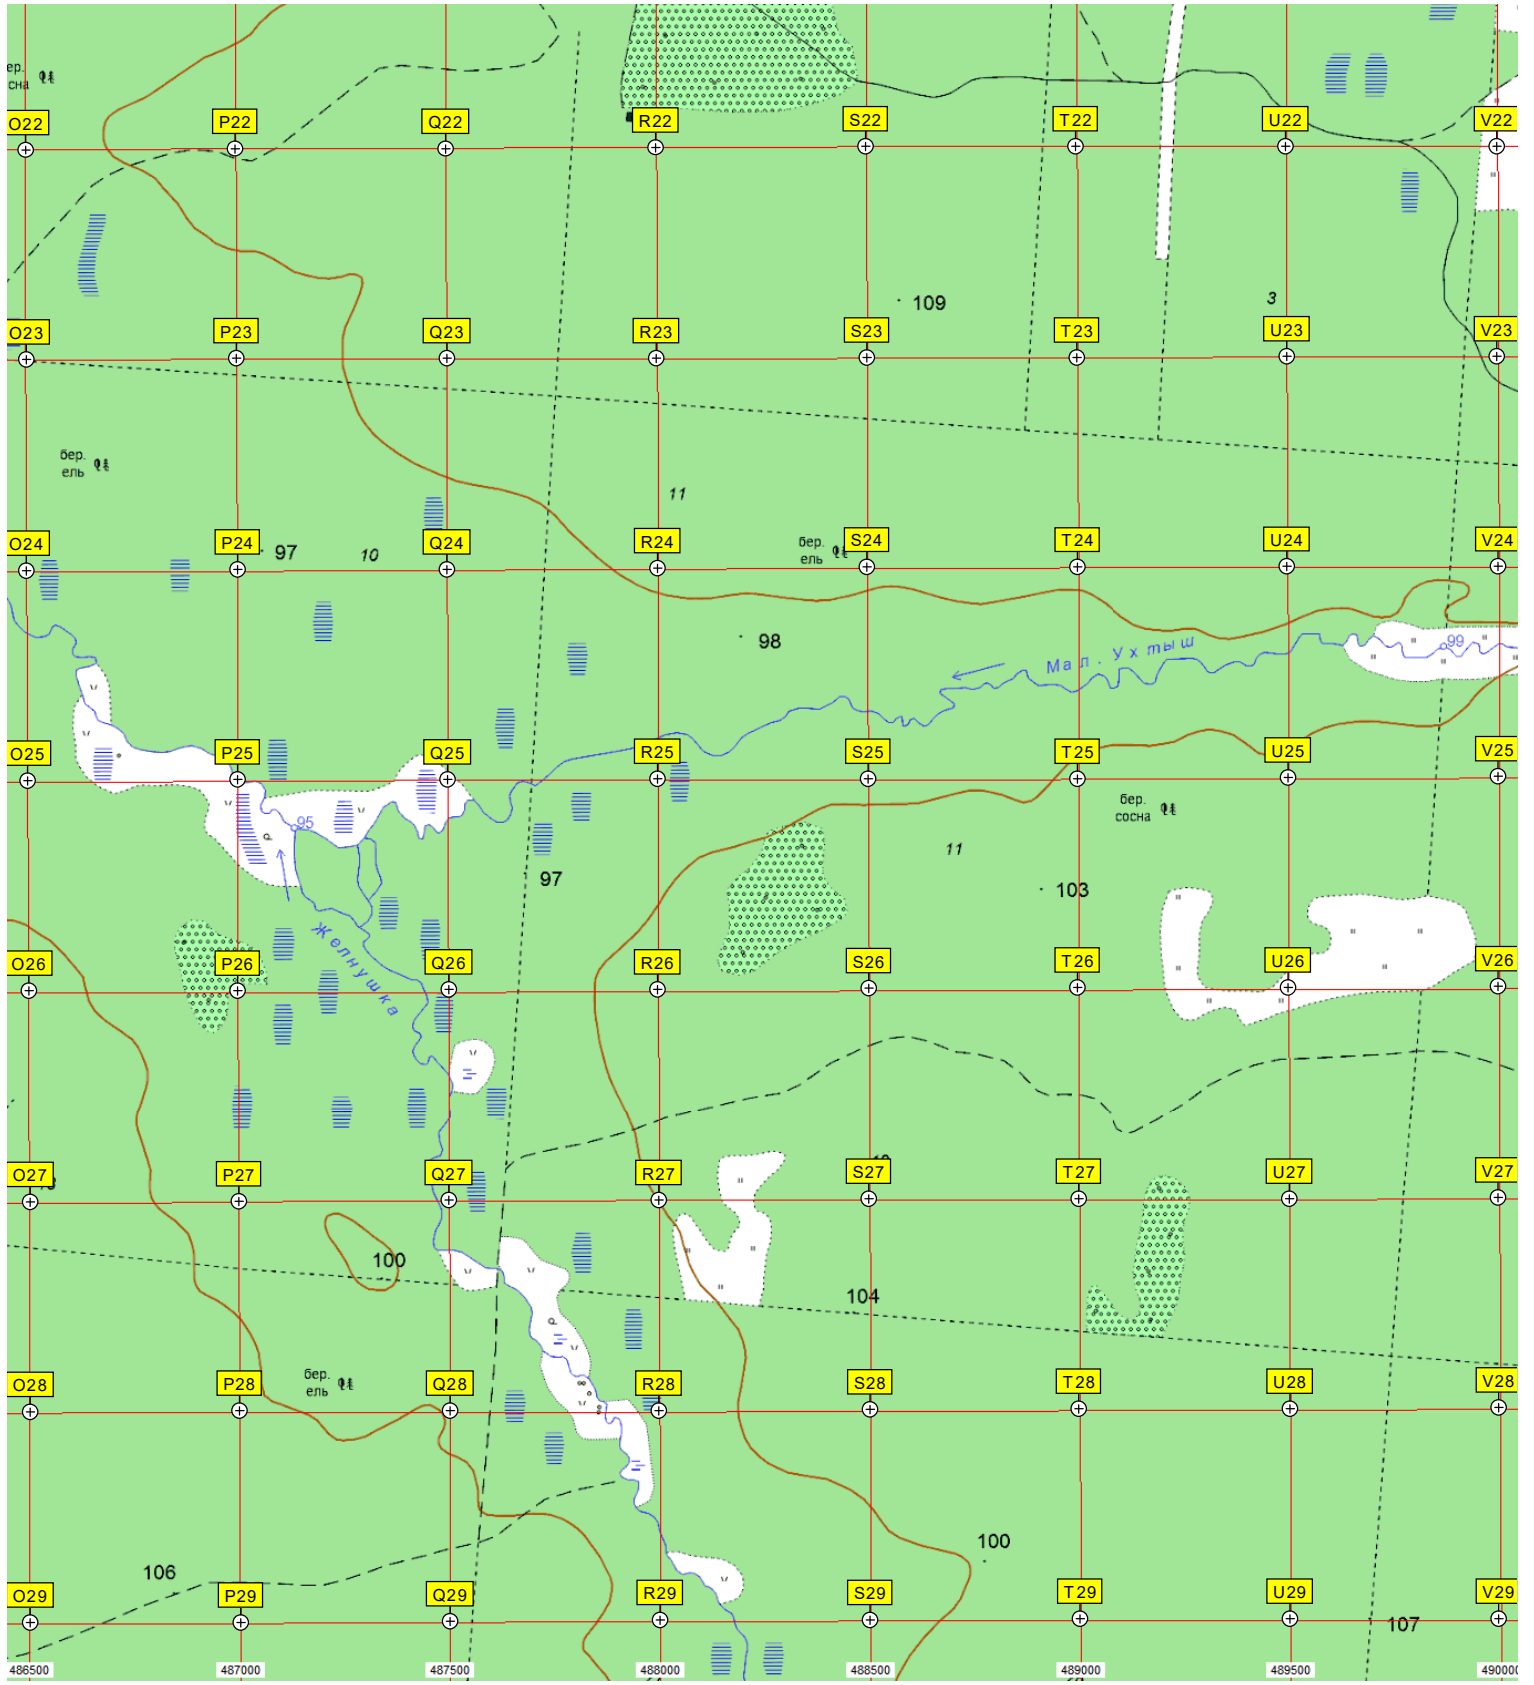 ер.
сна
O22 P22 Q22 R22 S22 T22 U22 V22
109
3
O23 P23 Q23 R23 S23 T23 U23 V23
бер.
ель
11
97
10
бер.
ель
O24 P24 Q24 R24 S24 T24 U24 V24
98
Мал. Ухтыш
99
O25 P25 Q25 R25 S25 T25 U25 V25
бер.
сосна
95
11
97
103
Желнушка
O26 P26 Q26 R26 S26 T26 U26 V26
O27 P27 Q27 R27 S27 T27 U27 V27
100
104
бер.
ель
O28 P28 Q28 R28 S28 T28 U28 V28
100
106
O29 P29 Q29 R29 S29 T29 U29 V29
107
486500 487000 487500 488000 488500 489000 489500 490000